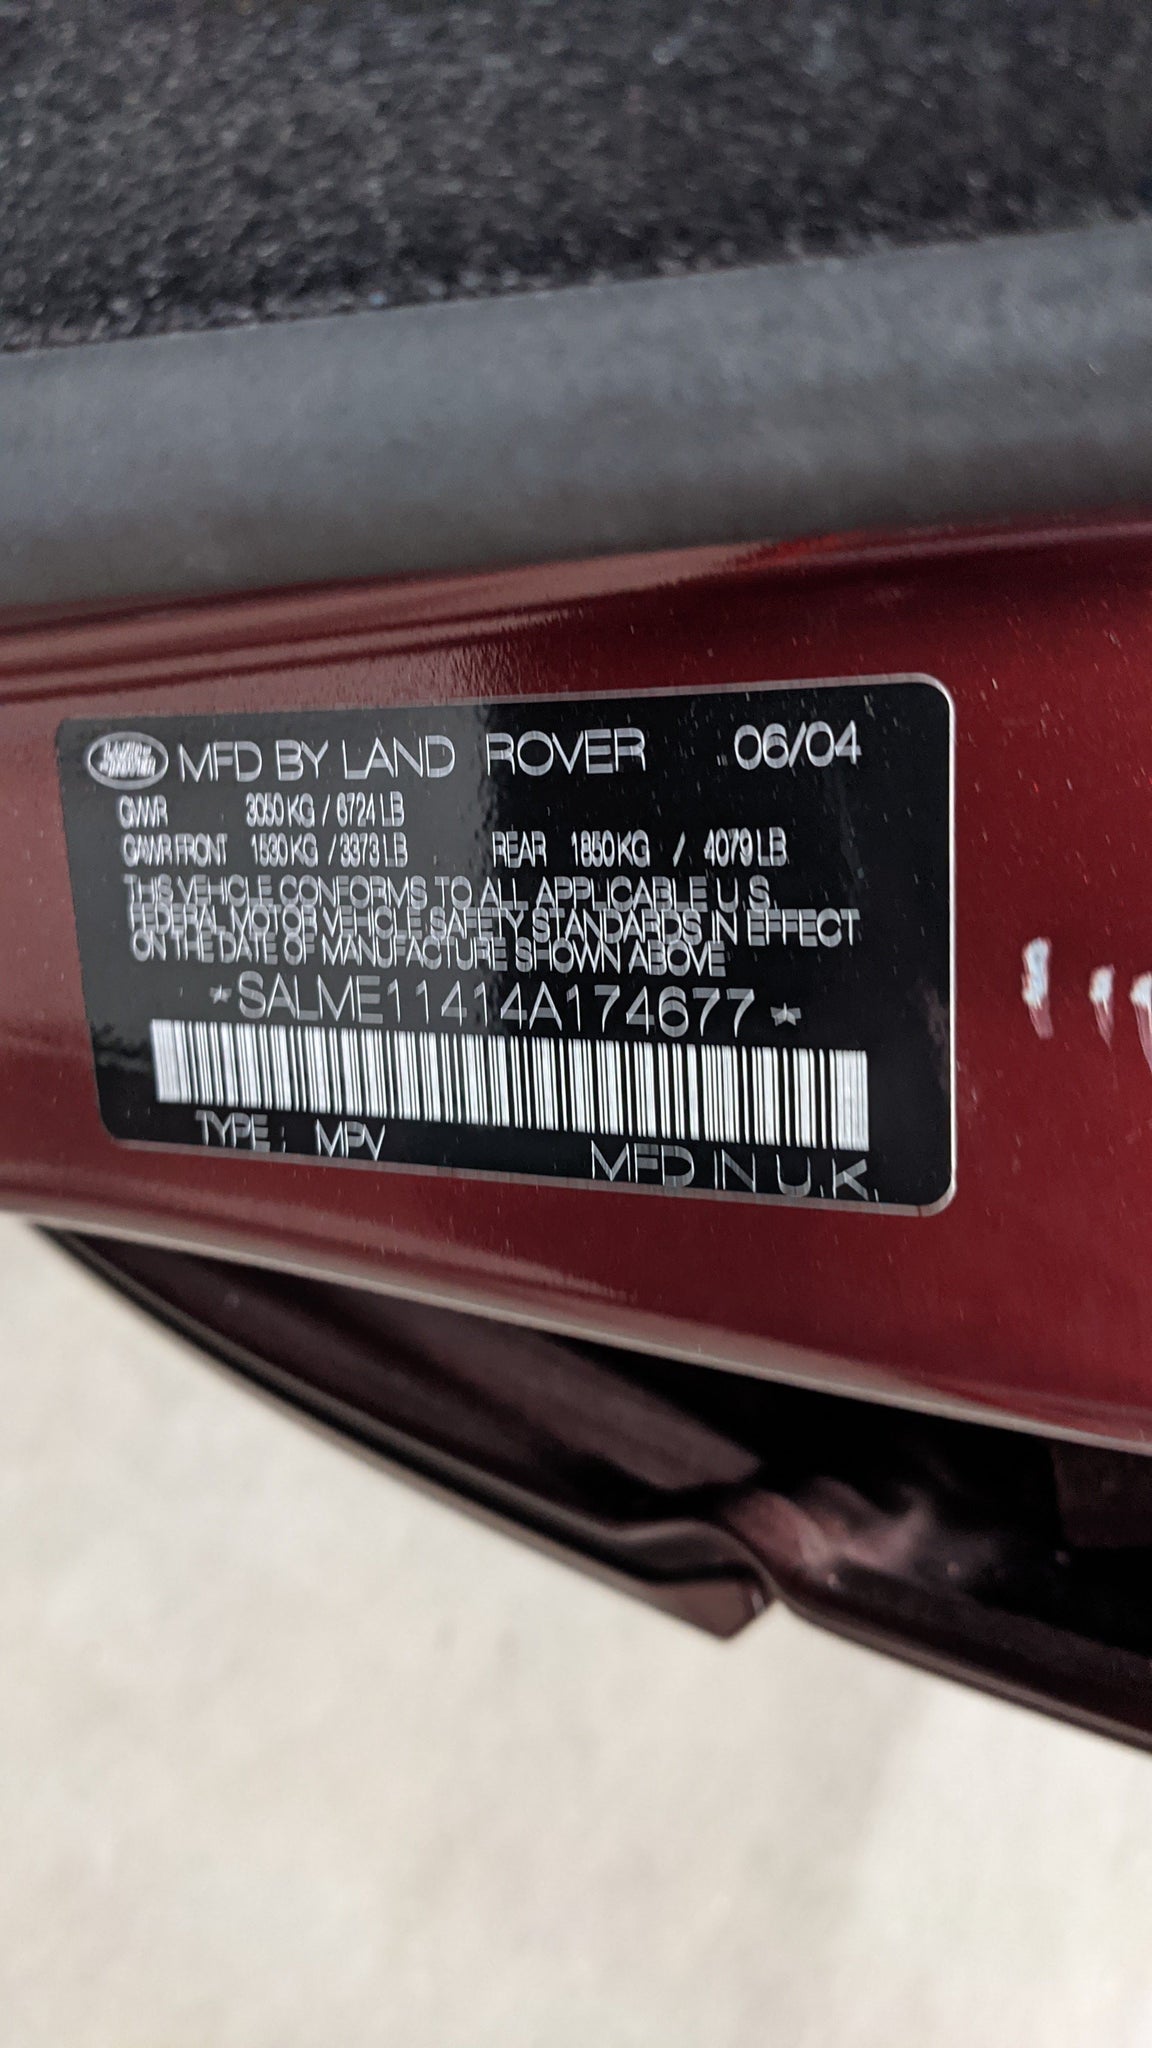 LAND ROVER MFD BY LAND ROVER 06/04
GVWR 3050 KG / 6724 LB
GAWR FRONT 1530 KG / 3373 LB REAR 1850 KG / 4079 LB
THIS VEHICLE CONFORMS TO ALL APPLICABLE U.S.
FEDERAL MOTOR VEHICLE SAFETY STANDARDS IN EFFECT
ON THE DATE OF MANUFACTURE SHOWN ABOVE
*SALME11414A174677*
TYPE : MPV MFD IN U.K.